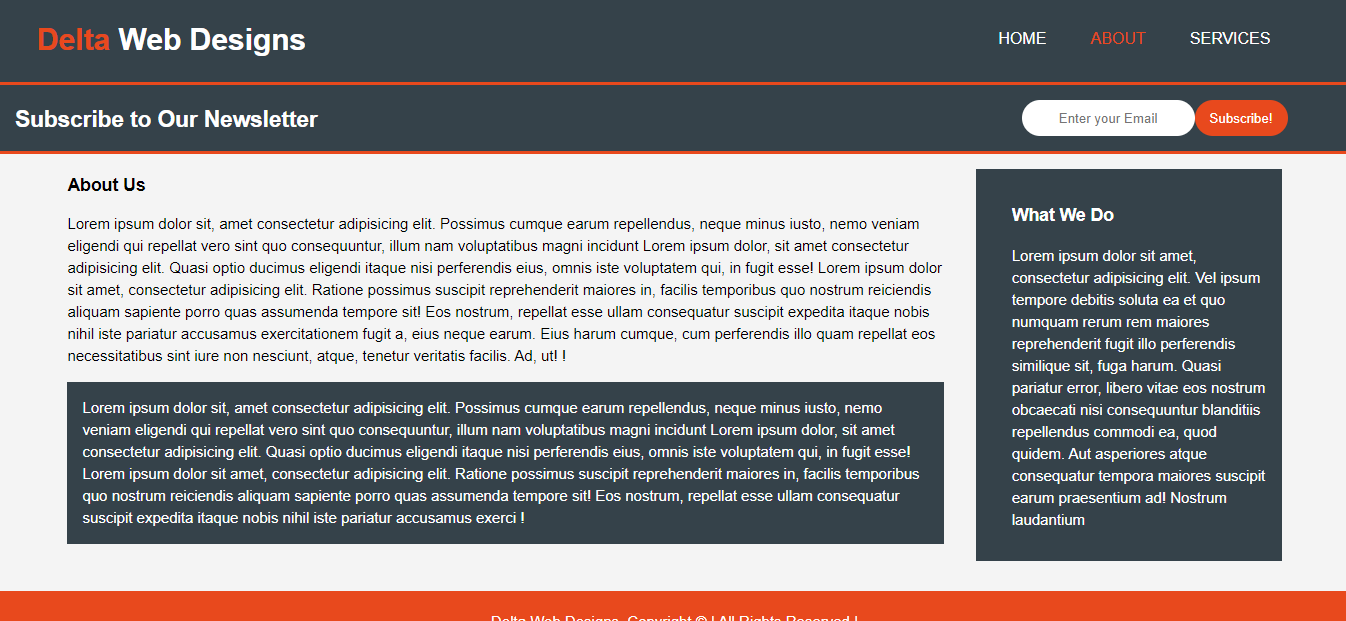 Delta Web Designs
HOME ABOUT SERVICES
Subscribe to Our Newsletter
Enter your Email Subscribe!
About Us
Lorem ipsum dolor sit, amet consectetur adipisicing elit. Possimus cumque earum repellendus, neque minus iusto, nemo veniam
eligendi qui repellat vero sint quo consequuntur, illum nam voluptatibus magni incidunt Lorem ipsum dolor, sit amet consectetur
adipisicing elit. Quasi optio ducimus eligendi itaque nisi perferendis eius, omnis iste voluptatem qui, in fugit esse! Lorem ipsum dolor
sit amet, consectetur adipisicing elit. Ratione possimus suscipit reprehenderit maiores in, facilis temporibus quo nostrum reiciendis
aliquam sapiente porro quas assumenda tempore sit! Eos nostrum, repellat esse ullam consequatur suscipit expedita itaque nobis
nihil iste pariatur accusamus exercitationem fugit a, eius neque earum. Eius harum cumque, cum perferendis illo quam repellat eos
necessitatibus sint iure non nesciunt, atque, tenetur veritatis facilis. Ad, ut! !
Lorem ipsum dolor sit, amet consectetur adipisicing elit. Possimus cumque earum repellendus, neque minus iusto, nemo
veniam eligendi qui repellat vero sint quo consequuntur, illum nam voluptatibus magni incidunt Lorem ipsum dolor, sit amet
consectetur adipisicing elit. Quasi optio ducimus eligendi itaque nisi perferendis eius, omnis iste voluptatem qui, in fugit esse!
Lorem ipsum dolor sit amet, consectetur adipisicing elit. Ratione possimus suscipit reprehenderit maiores in, facilis temporibus
quo nostrum reiciendis aliquam sapiente porro quas assumenda tempore sit! Eos nostrum, repellat esse ullam consequatur
suscipit expedita itaque nobis nihil iste pariatur accusamus exerci !
What We Do
Lorem ipsum dolor sit amet,
consectetur adipisicing elit. Vel ipsum
tempore debitis soluta ea et quo
numquam rerum rem maiores
reprehenderit fugit illo perferendis
similique sit, fuga harum. Quasi
pariatur error, libero vitae eos nostrum
obcaecati nisi consequuntur blanditiis
repellendus commodi ea, quod
quidem. Aut asperiores atque
consequatur tempora maiores suscipit
earum praesentium ad! Nostrum
laudantium
Delta Web Designs, Copyright © | All Rights Reserved !